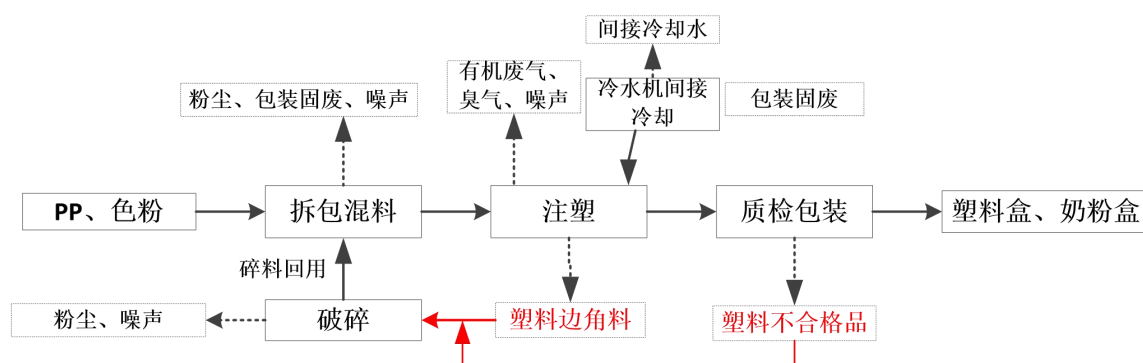 间接冷却水
有机废气、
臭气、噪声
粉尘、包装固废、噪声
冷水机间接
冷却
包装固废
PP、色粉
拆包混料
注塑
质检包装
塑料盒、奶粉盒
碎料回用
粉尘、噪声
破碎
塑料边角料
塑料不合格品